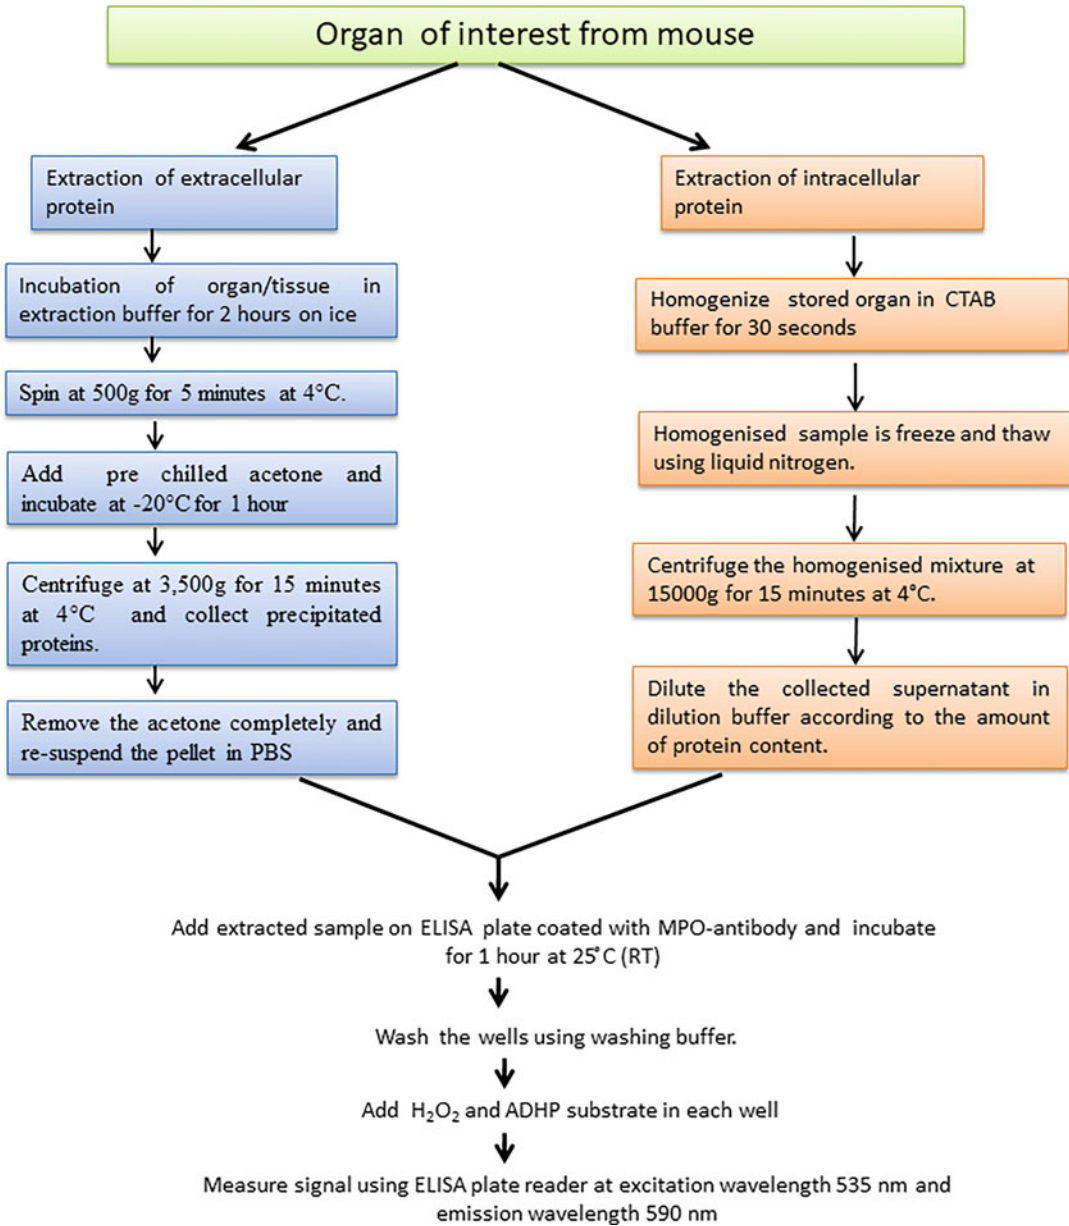 Organ of interest from mouse
Extraction of extracellular
protein
Incubation of organ/tissue in
extraction buffer for 2 hours on ice
Spin at 500g for 5 minutes at 4°C.
Add pre chilled acetone and
incubate at -20°C for 1 hour
Centrifuge at 3,500g for 15 minutes
at 4°C and collect precipitated
proteins.
Remove the acetone completely and
re-suspend the pellet in PBS
Extraction of intracellular
protein
Homogenize stored organ in CTAB
buffer for 30 seconds
Homogenised sample is freeze and thaw
using liquid nitrogen.
Centrifuge the homogenised mixture at
15000g for 15 minutes at 4°C.
Dilute the collected supernatant in
dilution buffer according to the amount
of protein content.
Add extracted sample on ELISA plate coated with MPO-antibody and incubate
for 1 hour at 25°C (RT)
Wash the wells using washing buffer.
Add H₂O₂ and ADHP substrate in each well
Measure signal using ELISA plate reader at excitation wavelength 535 nm and
emission wavelength 590 nm